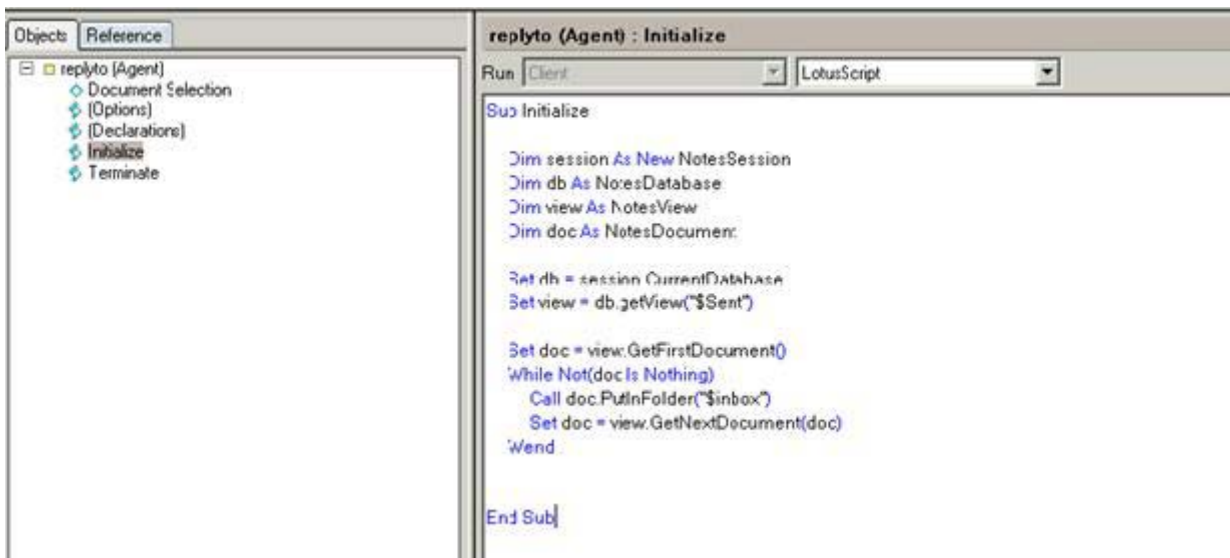 Objects Reference
replyto (Agent)
Document Selection
(Options)
(Declarations)
Initialize
Terminate
replyto (Agent) : Initialize
Run Client LotusScript
Sub Initialize
Dim session As New NotesSession
Dim db As NotesDatabase
Dim view As NotesView
Dim doc As NotesDocument
Set db = session.CurrentDatabase
Set view = db.getView("$Sent")
Set doc = view.GetFirstDocument()
While Not(doc Is Nothing)
Call doc.PutInFolder("$inbox")
Set doc = view.GetNextDocument(doc)
Wend
End Sub